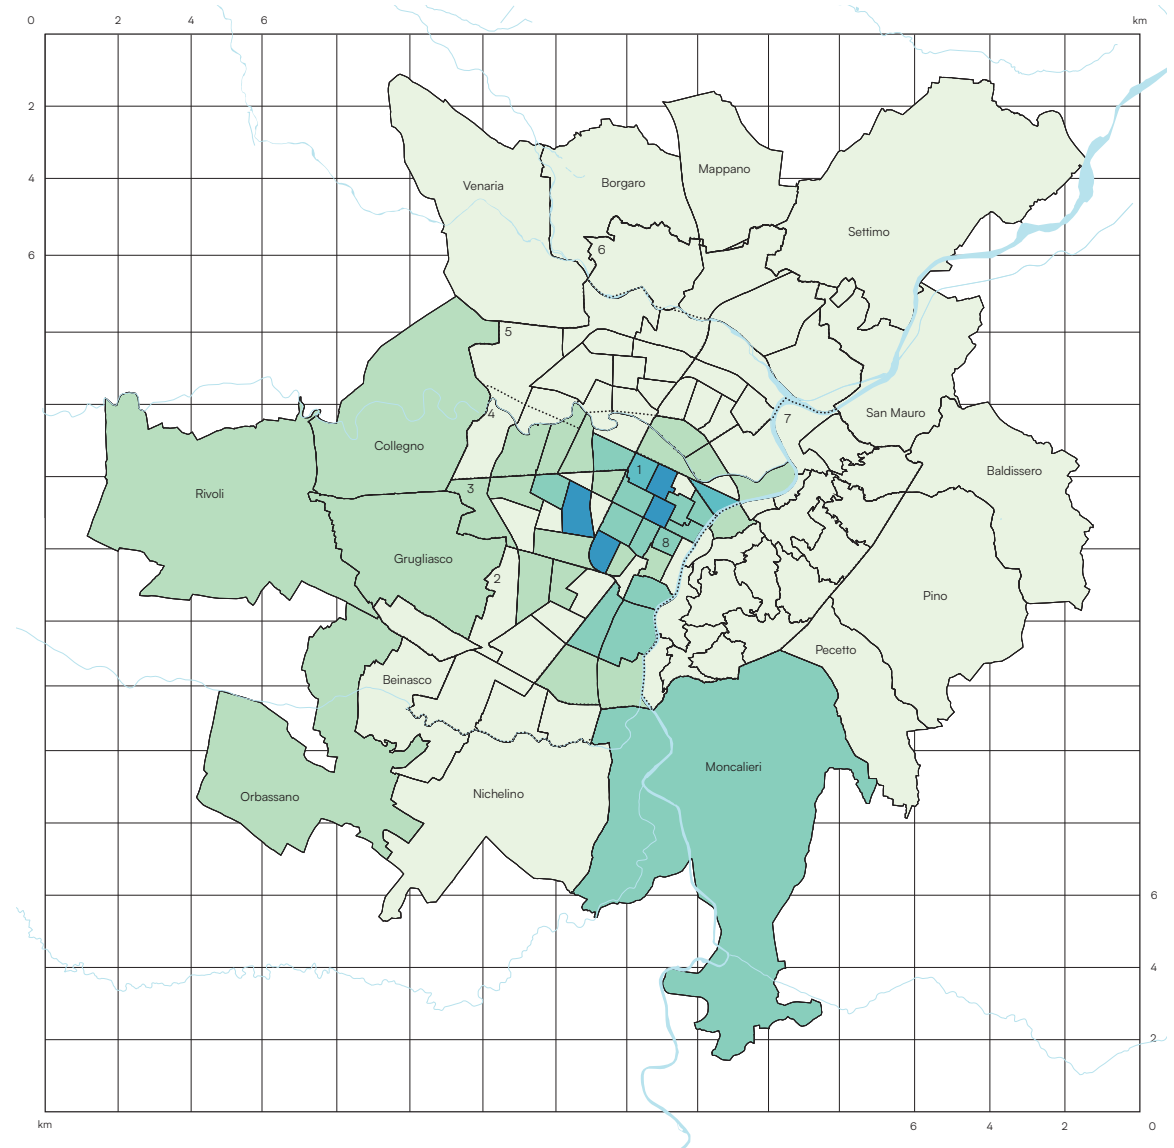 0 2 4 6 km
2
Mappano
4
Venaria Borgaro
Settimo
6
6
5
4
7
San Mauro
Collegno
1
Baldissero
3
Rivoli
8
Grugliasco
2
Pino
Pecetto
Beinasco
Moncalieri
Orbassano
Nichelino
6
4
2
km 6 4 2 0